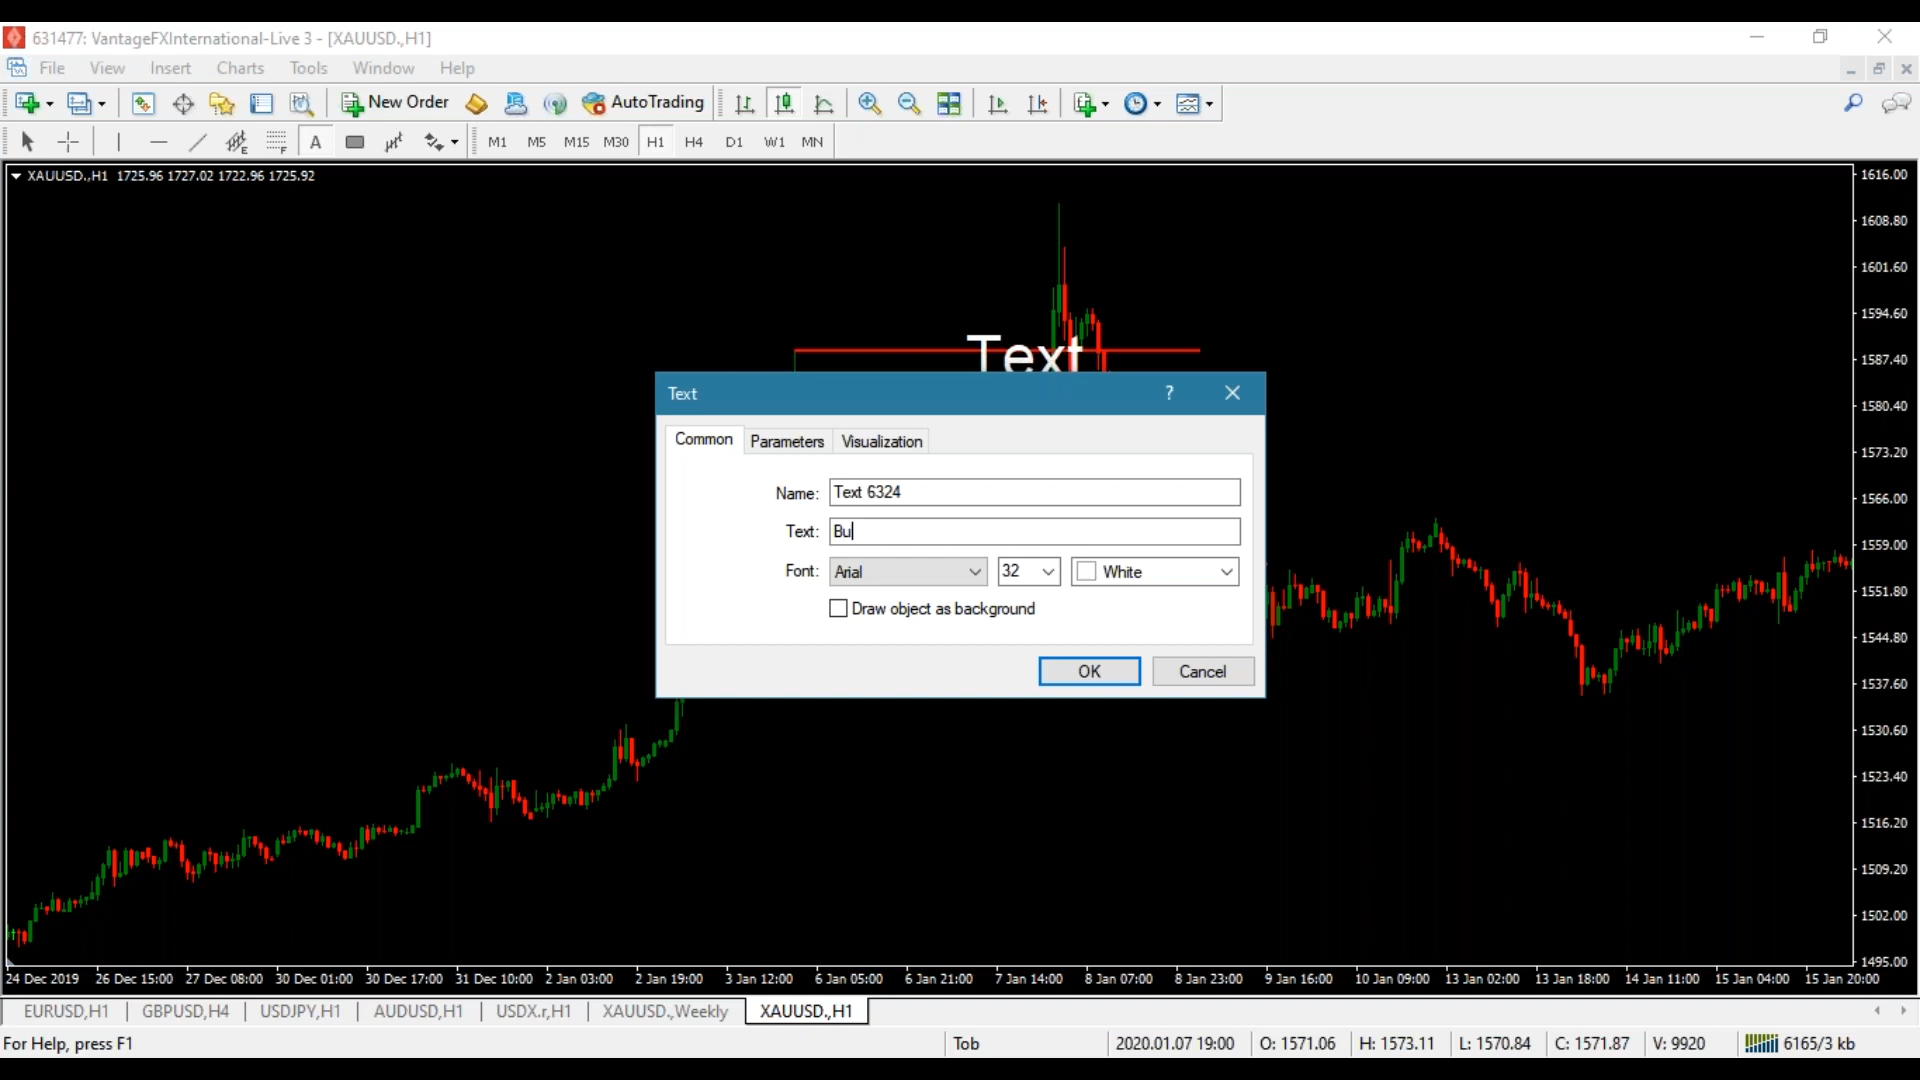 631477: VantageFXInternational-Live 3 - [XAUUSD.,H1]
File View Insert Charts Tools Window Help
New Order AutoTrading
E F A M1 M5 M15 M30 H1 H4 D1 W1 MN
XAUUSD.,H1 1725.96 1727.02 1722.96 1725.92
1616.00
1608.80
1601.60
1594.60
1587.40
1580.40
1573.20
1566.00
1559.00
1551.80
1544.80
1537.60
1530.60
1523.40
1516.20
1509.20
1502.00
1495.00
Text
Text ?
Common Parameters Visualization
Name: Text 6324
Text: Bu
Font: Arial 32 White
Draw object as background
OK Cancel
24 Dec 2019 26 Dec 15:00 27 Dec 08:00 30 Dec 01:00 30 Dec 17:00 31 Dec 10:00 2 Jan 03:00 2 Jan 19:00 3 Jan 12:00 6 Jan 05:00 6 Jan 21:00 7 Jan 14:00 8 Jan 07:00 8 Jan 23:00 9 Jan 16:00 10 Jan 09:00 13 Jan 02:00 13 Jan 18:00 14 Jan 11:00 15 Jan 04:00 15 Jan 20:00
EURUSD,H1 GBPUSD,H4 USDJPY,H1 AUDUSD,H1 USDX.r,H1 XAUUSD.,Weekly XAUUSD.,H1
For Help, press F1 Tob 2020.01.07 19:00 O: 1571.06 H: 1573.11 L: 1570.84 C: 1571.87 V: 9920 6165/3 kb